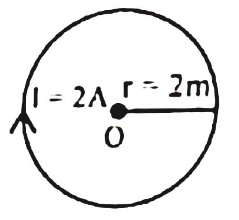 I = 2A r = 2m
O